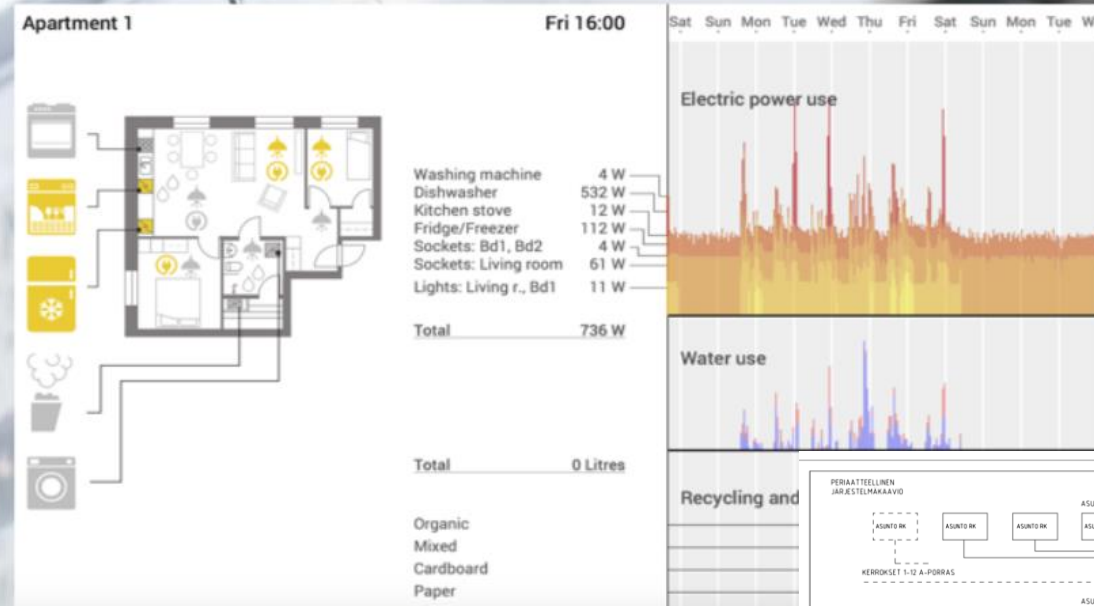 Apartment 1
Fri 16:00
Sat Sun Mon Tue Wed Thu Fri Sat Sun Mon Tue W
Electric power use
Washing machine 4 W
Dishwasher 532 W
Kitchen stove 12 W
Fridge/Freezer 112 W
Sockets: Bd1, Bd2 4 W
Sockets: Living room 61 W
Lights: Living r., Bd1 11 W
Total 736 W
Water use
Total 0 Litres
Recycling and
Organic
Mixed
Cardboard
Paper
PERIAATTEELLINEN
JÄRJESTELMÄKAAVIO
ASU
ASUNTO RK
ASUNTO RK
ASUNTO RK
ASU
KERROKSET 1-12 A-PORRAS
ASU